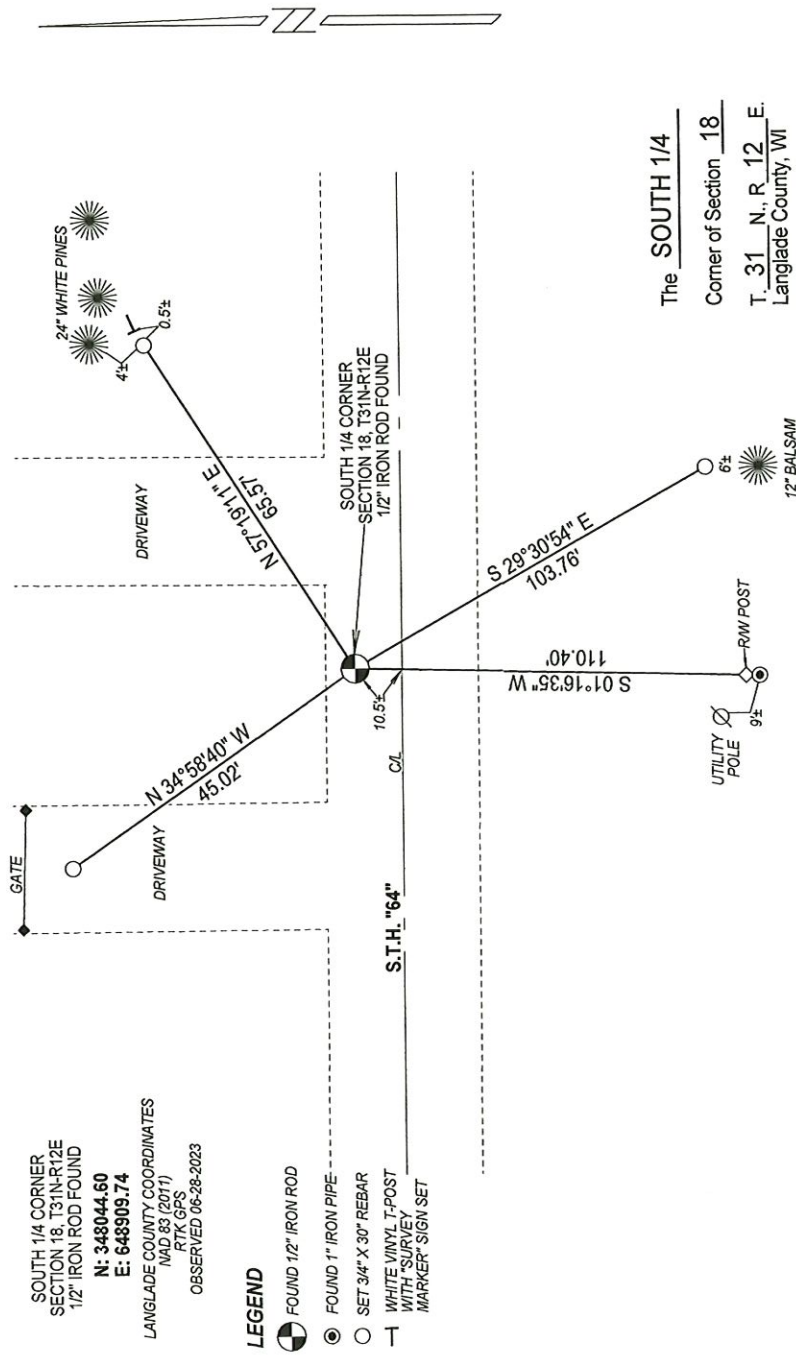 SOUTH 1/4 CORNER
SECTION 18, T31N-R12E
1/2" IRON ROD FOUND
N: 348044.60
E: 648909.74
LANGLADE COUNTY COORDINATES
NAD 83 (2011)
RTK GPS
OBSERVED 06-28-2023
LEGEND
FOUND 1/2" IRON ROD
FOUND 1" IRON PIPE
SET 3/4" X 30" REBAR
WHITE VINYL T-POST
WITH "SURVEY
MARKER" SIGN SET
GATE
DRIVEWAY
N 34°58'40" W
45.02'
DRIVEWAY
N 57°19'11" E
65.57'
24" WHITE PINES
4'±
0.5'±
SOUTH 1/4 CORNER
SECTION 18, T31N-R12E
1/2" IRON ROD FOUND
10.5'±
C/L
S.T.H. "64"
S 29°30'54" E
103.76'
S 01°16'35" W
110.40'
R/W POST
UTILITY
POLE
9'±
6'±
12" BALSAM
The SOUTH 1/4
Corner of Section 18
T. 31 N., R 12 E.
Langlade County, WI
N